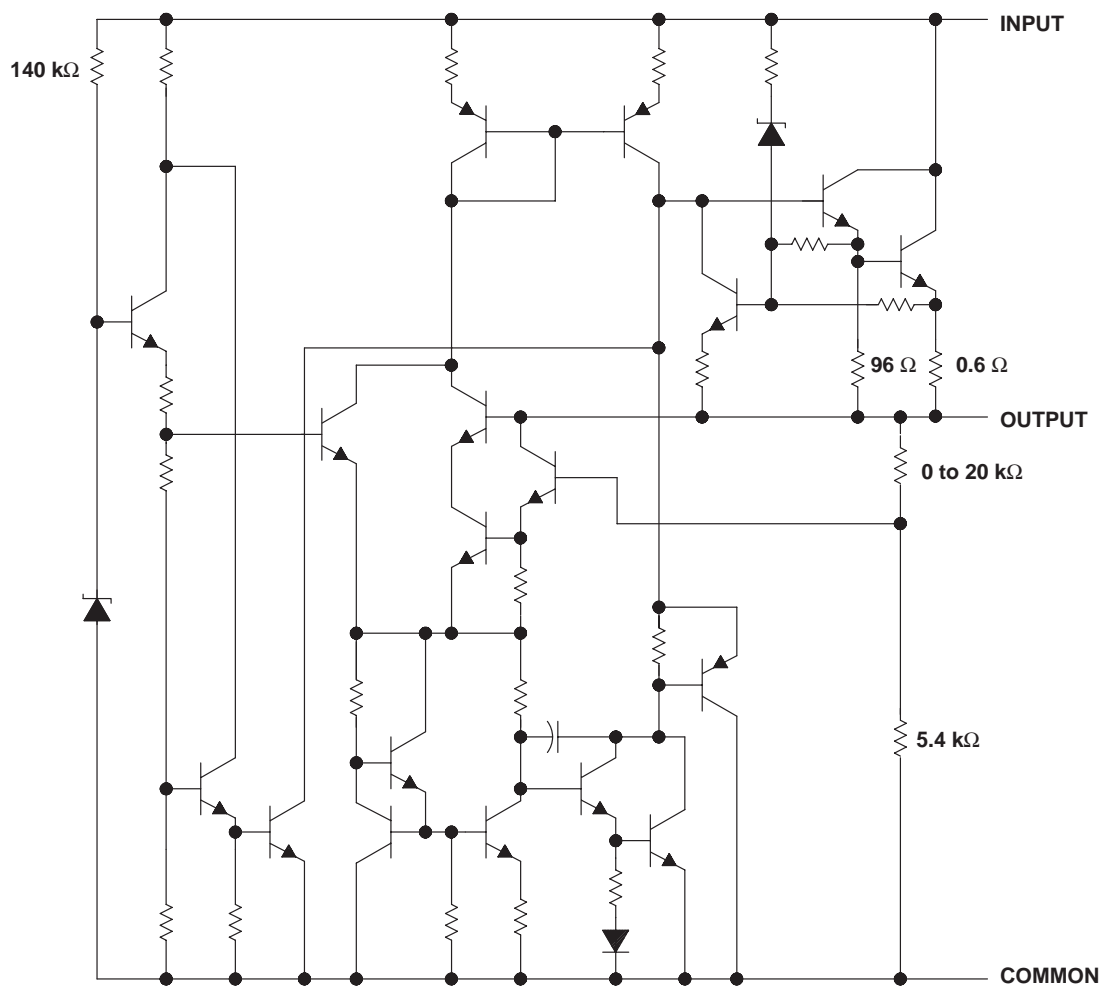 INPUT
140 kΩ
96 Ω
0.6 Ω
OUTPUT
0 to 20 kΩ
5.4 kΩ
COMMON